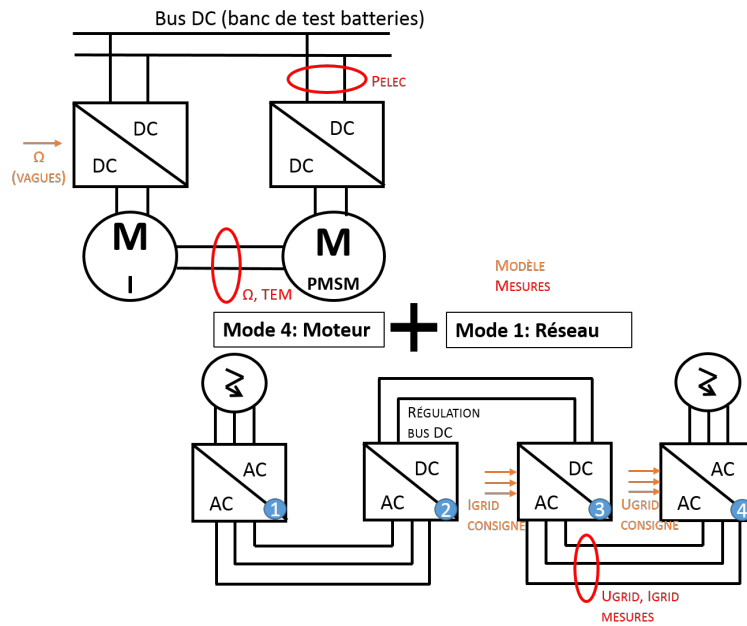 Bus DC (banc de test batteries)
PELEC
DC
DC
DC
DC
Ω
(VAGUES)
M
I
M
PMSM
Ω, TEM
MODÈLE
MESURES
Mode 4: Moteur
Mode 1: Réseau
RÉGULATION
BUS DC
AC
AC
1
DC
AC
2
IGRID
CONSIGNE
DC
AC
3
UGRID
CONSIGNE
AC
AC
4
UGRID, IGRID
MESURES